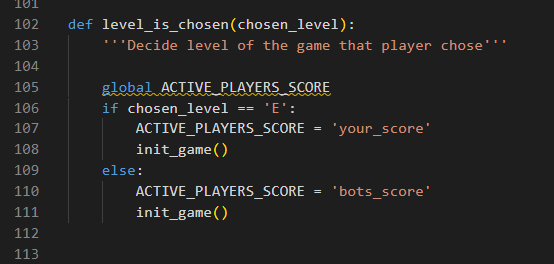 101
102 def level_is_chosen(chosen_level):
103     '''Decide level of the game that player chose'''
104
105     global ACTIVE_PLAYERS_SCORE
106     if chosen_level == 'E':
107         ACTIVE_PLAYERS_SCORE = 'your_score'
108         init_game()
109     else:
110         ACTIVE_PLAYERS_SCORE = 'bots_score'
111         init_game()
112
113